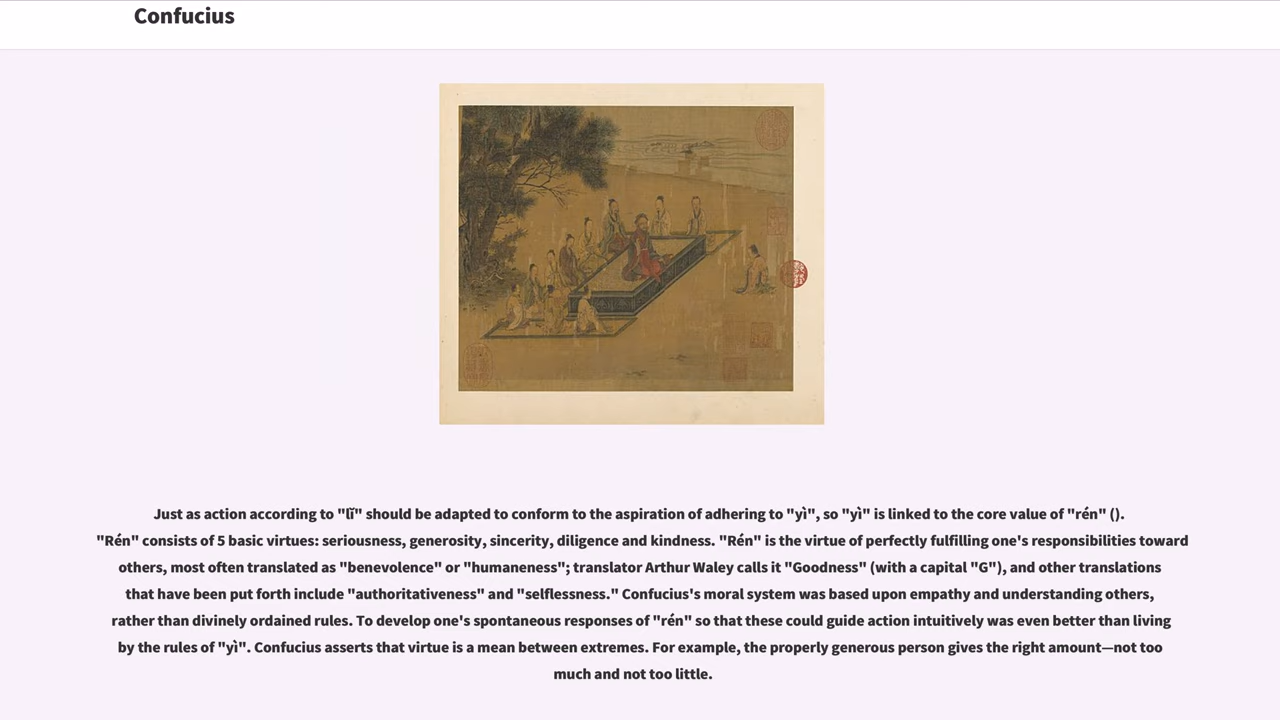 Confucius
Just as action according to "lǐ" should be adapted to conform to the aspiration of adhering to "yì", so "yì" is linked to the core value of "rén" ().
"Rén" consists of 5 basic virtues: seriousness, generosity, sincerity, diligence and kindness. "Rén" is the virtue of perfectly fulfilling one's responsibilities toward
others, most often translated as "benevolence" or "humaneness"; translator Arthur Waley calls it "Goodness" (with a capital "G"), and other translations
that have been put forth include "authoritativeness" and "selflessness." Confucius's moral system was based upon empathy and understanding others,
rather than divinely ordained rules. To develop one's spontaneous responses of "rén" so that these could guide action intuitively was even better than living
by the rules of "yì". Confucius asserts that virtue is a mean between extremes. For example, the properly generous person gives the right amount—not too
much and not too little.